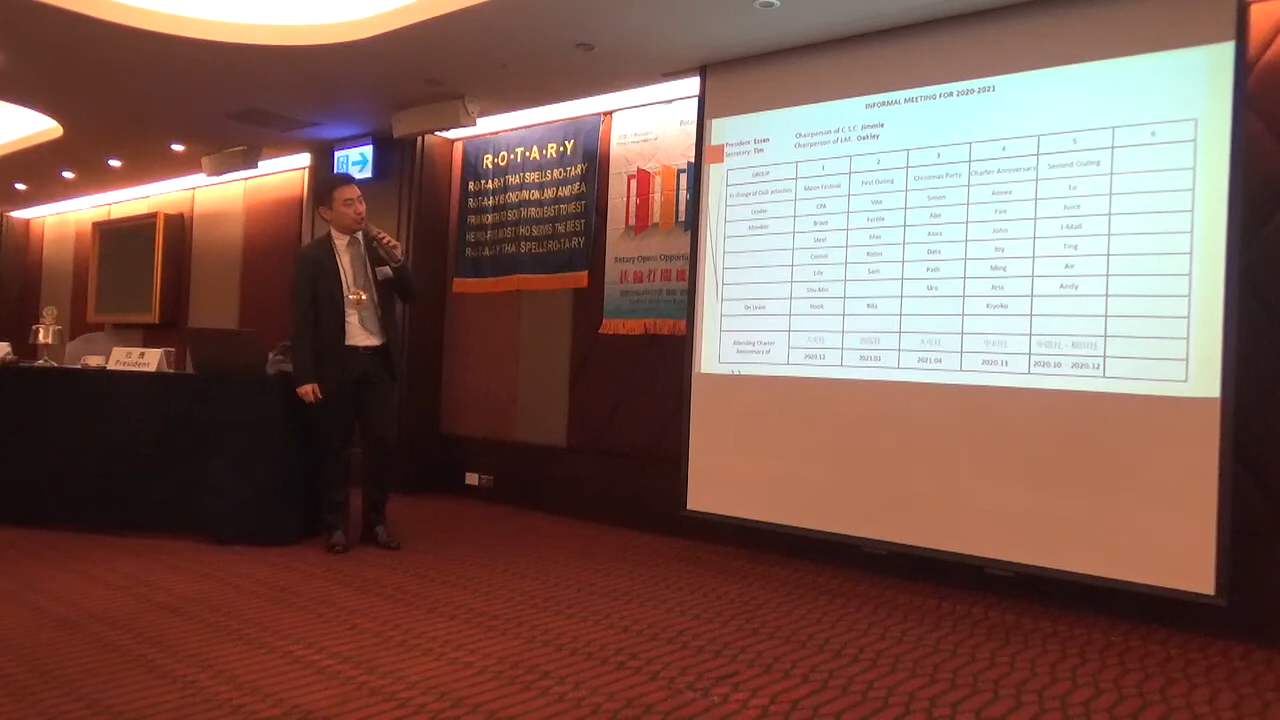 R·O·T·A·R·Y
R-O-T-A-R-Y THAT SPELLS RO-TA-RY
R-O-T-A-R-Y IS KNOWN ON LAND AND SEA
FROM NORTH TO SOUTH FROM EAST TO WEST
HE PROFITS MOST WHO SERVES THE BEST
R-O-T-A-R-Y THAT SPELLS RO-TA-RY
Rotary Opens Opportu
扶輪打開機
社長
President
INFORMAL MEETING FOR 2020-2021
President: Essen Chairperson of C.S.C. Jimmie
Secretary: Tim Chairperson of I.M. Oakley
GROUP 1 2 3 4 5 6
In charge of Club activities Moon Festival First Outing Christmas Party Charter Anniversary Second Outing
Leader CPA Vita Simon Aimee Lu
Member Bravo Fertile Abe Fire Juice
Steel Max Anns John J-Mall
Casual Robin Data Joy Ting
Lily Sam Path Ming Air
Shu-Min Uro Jess Andy
On Leave Hook Rita Kiyoko
Attending Charter
Anniversary of
2020.12 2021.03 2021.04 2020.11 2020.10 - 2020.12